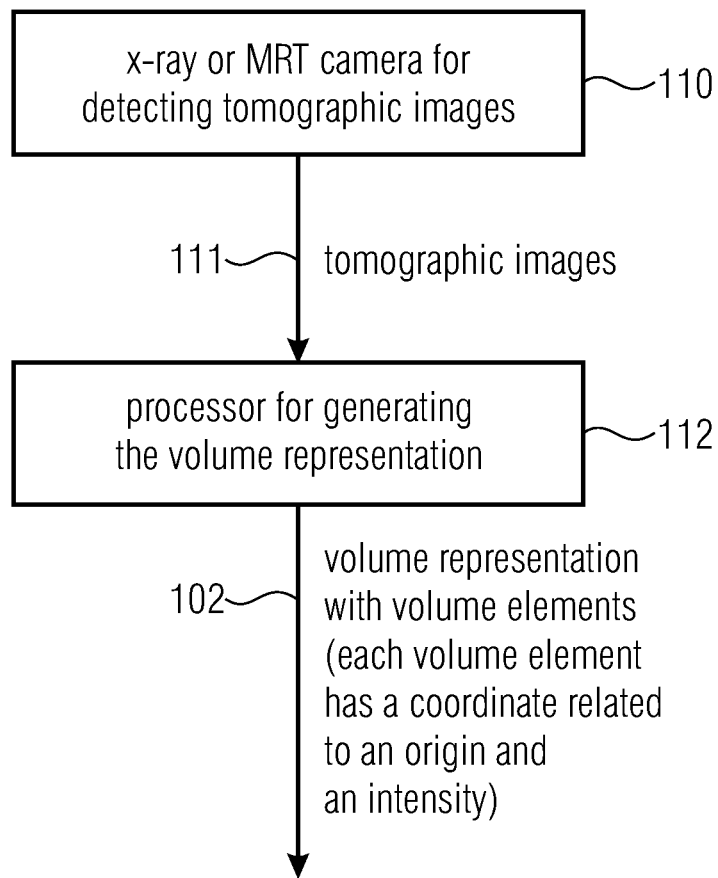 x-ray or MRT camera for
detecting tomographic images
110
111
tomographic images
processor for generating
the volume representation
112
102
volume representation
with volume elements
(each volume element
has a coordinate related
to an origin and
an intensity)